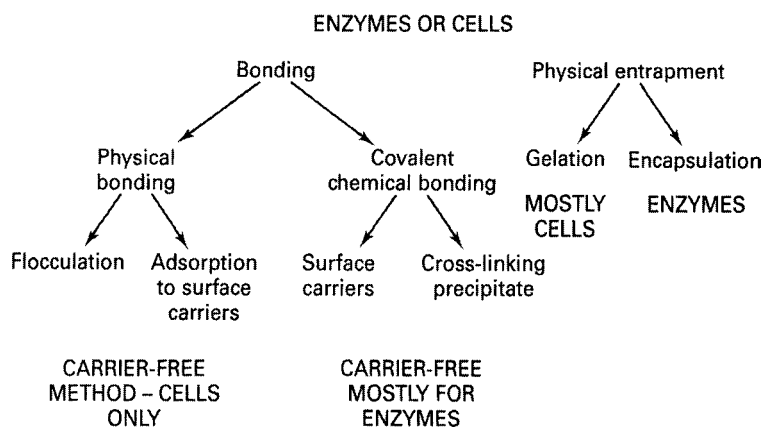 ENZYMES OR CELLS
Bonding
Physical entrapment
Physical
bonding
Covalent
chemical bonding
Gelation
Encapsulation
MOSTLY
CELLS
ENZYMES
Flocculation
Adsorption
to surface
carriers
Surface
carriers
Cross-linking
precipitate
CARRIER-FREE
METHOD – CELLS
ONLY
CARRIER-FREE
MOSTLY FOR
ENZYMES